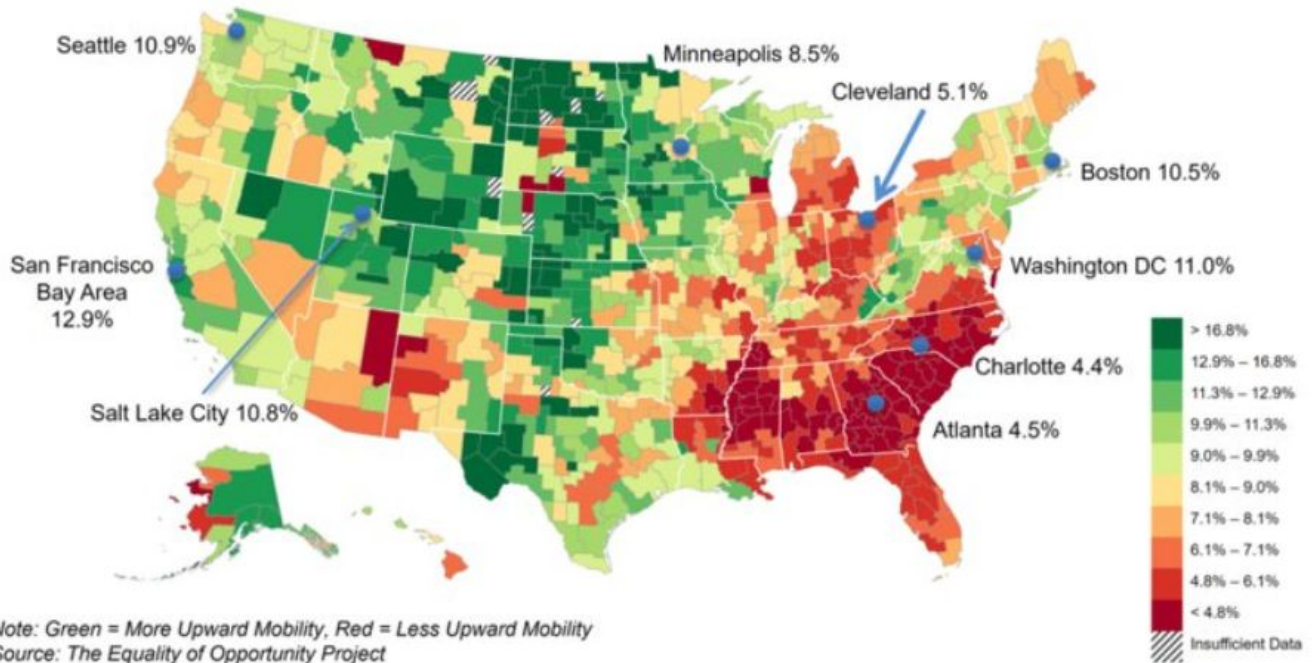 Seattle 10.9%
Minneapolis 8.5%
Cleveland 5.1%
Boston 10.5%
San Francisco
Bay Area
12.9%
Washington DC 11.0%
Charlotte 4.4%
Salt Lake City 10.8%
Atlanta 4.5%
> 16.8%
12.9% – 16.8%
11.3% – 12.9%
9.9% – 11.3%
9.0% – 9.9%
8.1% – 9.0%
7.1% – 8.1%
6.1% – 7.1%
4.8% – 6.1%
< 4.8%
Insufficient Data
Note: Green = More Upward Mobility, Red = Less Upward Mobility
Source: The Equality of Opportunity Project